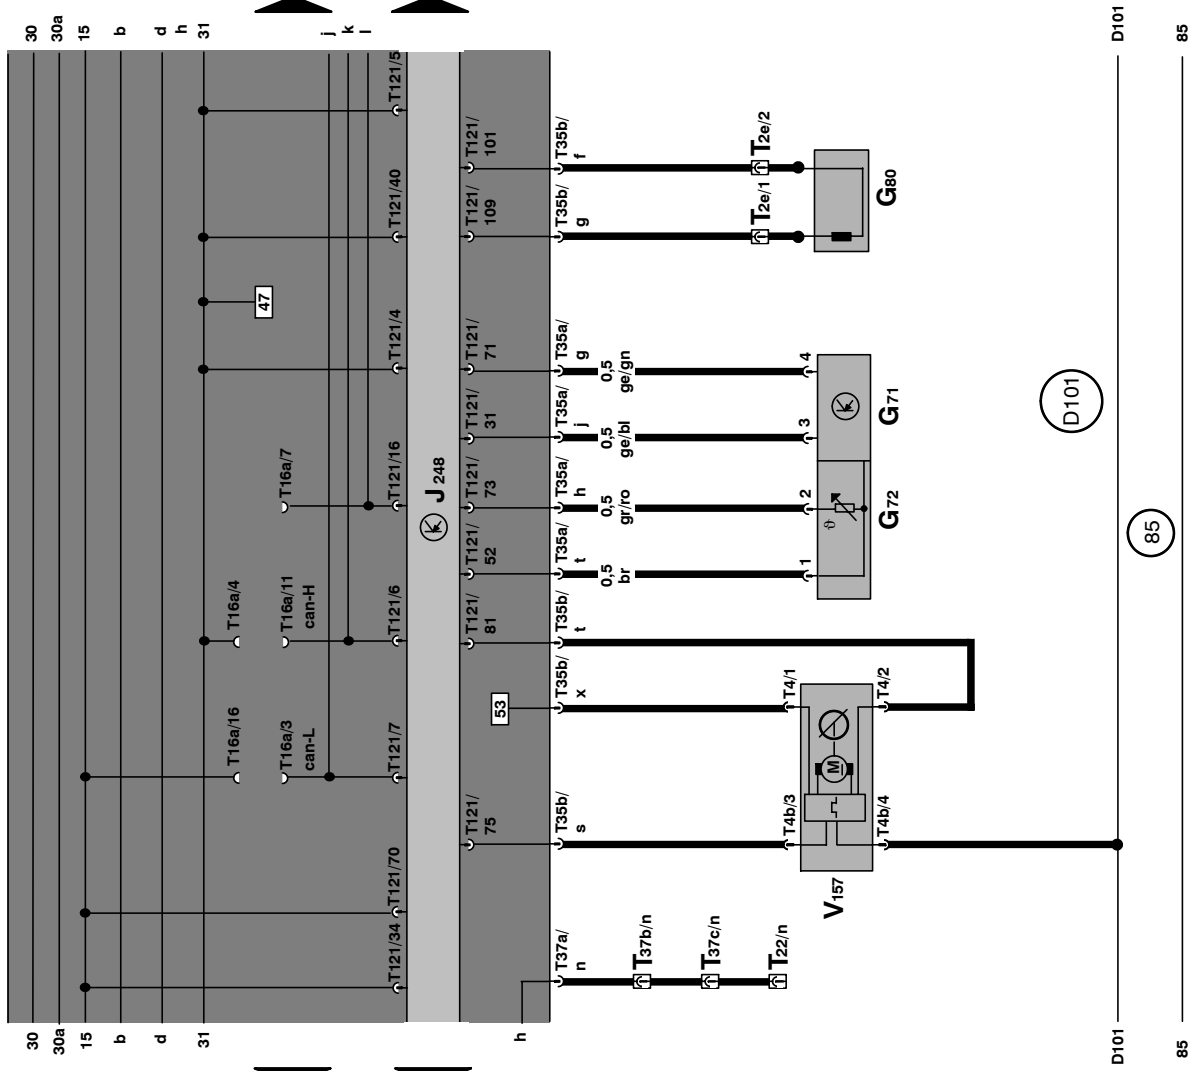 30 30
30a 30a
15 15
b b
d d
h
31 31
T16a/16 T16a/4
47
T16a/3 T16a/11 T16a/7
can-L can-H
j
k
l
T121/34 T121/70 T121/7 T121/6 T121/16 T121/4 T121/40 T121/5
J248
T121/ T121/ T121/ T121/ T121/ T121/ T121/ T121/
75 81 52 73 31 71 109 101
53
h
T37a/ T35b/ T35b/ T35b/ T35a/ T35a/ T35a/ T35a/ T35b/ T35b/
n s x t t h j g g f
0,5 0,5 0,5 0,5
br gr/ro ge/bl ge/gn
T37b/n
T37c/n
T22/n
T2e/1 T2e/2
T4b/3 T4/1
1 2 3 4
ϑ
M
V157
T4b/4 T4/2
G72 G71
G80
D101
D101 D101
85
85 85